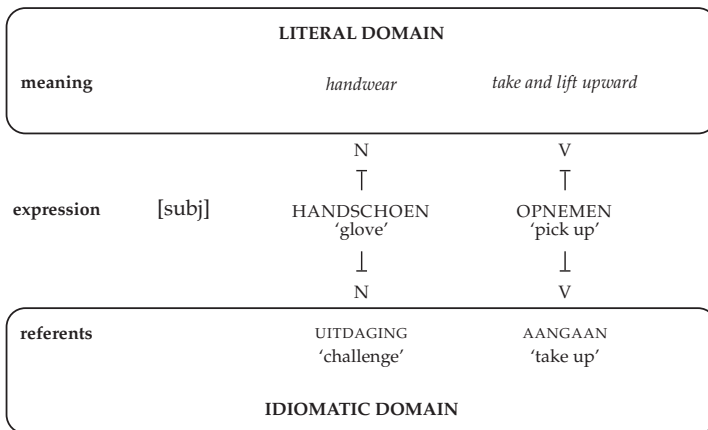 LITERAL DOMAIN
meaning handwear take and lift upward
N V
expression [subj] HANDSCHOEN OPNEMEN
‘glove’ ‘pick up’
N V
referents UITDAGING AANGAAN
‘challenge’ ‘take up’
IDIOMATIC DOMAIN